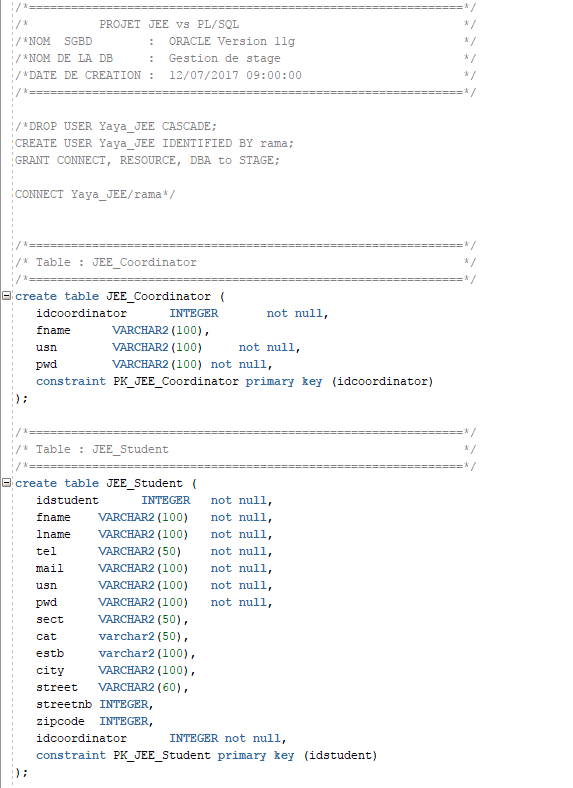 /*==============================================================*/
/*          PROJET JEE vs PL/SQL                                */
/*NOM  SGBD        :  ORACLE Version 11g                        */
/*NOM DE LA DB     :  Gestion de stage                          */
/*DATE DE CREATION :  12/07/2017 09:00:00                       */
/*==============================================================*/
/*DROP USER Yaya_JEE CASCADE;
CREATE USER Yaya_JEE IDENTIFIED BY rama;
GRANT CONNECT, RESOURCE, DBA to STAGE;
CONNECT Yaya_JEE/rama*/
/*==============================================================*/
/* Table : JEE_Coordinator                                      */
/*==============================================================*/
create table JEE_Coordinator (
   idcoordinator      INTEGER       not null,
   fname      VARCHAR2(100),
   usn        VARCHAR2(100)     not null,
   pwd        VARCHAR2(100) not null,
   constraint PK_JEE_Coordinator primary key (idcoordinator)
);
/*==============================================================*/
/* Table : JEE_Student                                          */
/*==============================================================*/
create table JEE_Student (
   idstudent      INTEGER   not null,
   fname    VARCHAR2(100)   not null,
   lname    VARCHAR2(100)   not null,
   tel      VARCHAR2(50)    not null,
   mail     VARCHAR2(100)   not null,
   usn      VARCHAR2(100)   not null,
   pwd      VARCHAR2(100)   not null,
   sect     VARCHAR2(50),
   cat      varchar2(50),
   estb     varchar2(100),
   city     VARCHAR2(100),
   street   VARCHAR2(60),
   streetnb INTEGER,
   zipcode  INTEGER,
   idcoordinator      INTEGER not null,
   constraint PK_JEE_Student primary key (idstudent)
);